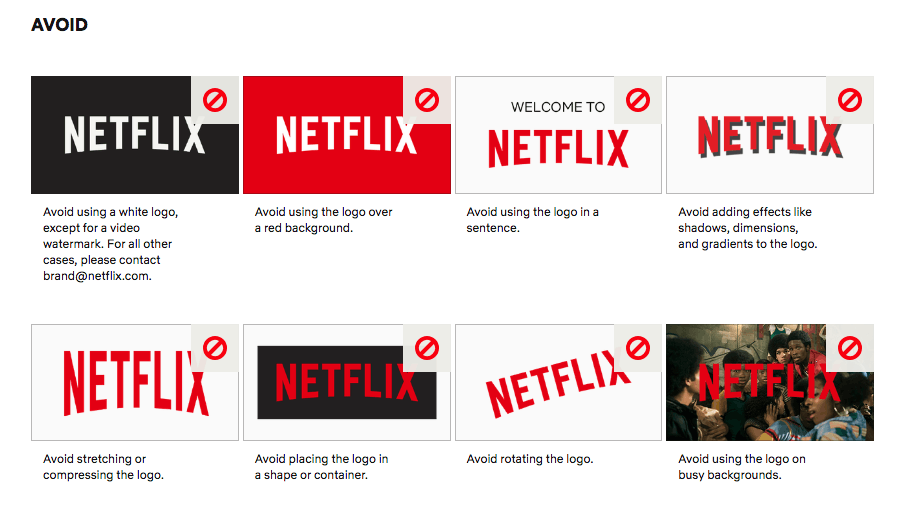 AVOID
NETFLIX
NETFLIX
WELCOME TO
NETFLIX
NETFLIX
Avoid using a white logo,
except for a video
watermark. For all other
cases, please contact
brand@netflix.com.
Avoid using the logo over
a red background.
Avoid using the logo in a
sentence.
Avoid adding effects like
shadows, dimensions,
and gradients to the logo.
NETFLIX
NETFLIX
NETFLIX
NETFLIX
Avoid stretching or
compressing the logo.
Avoid placing the logo in
a shape or container.
Avoid rotating the logo.
Avoid using the logo on
busy backgrounds.